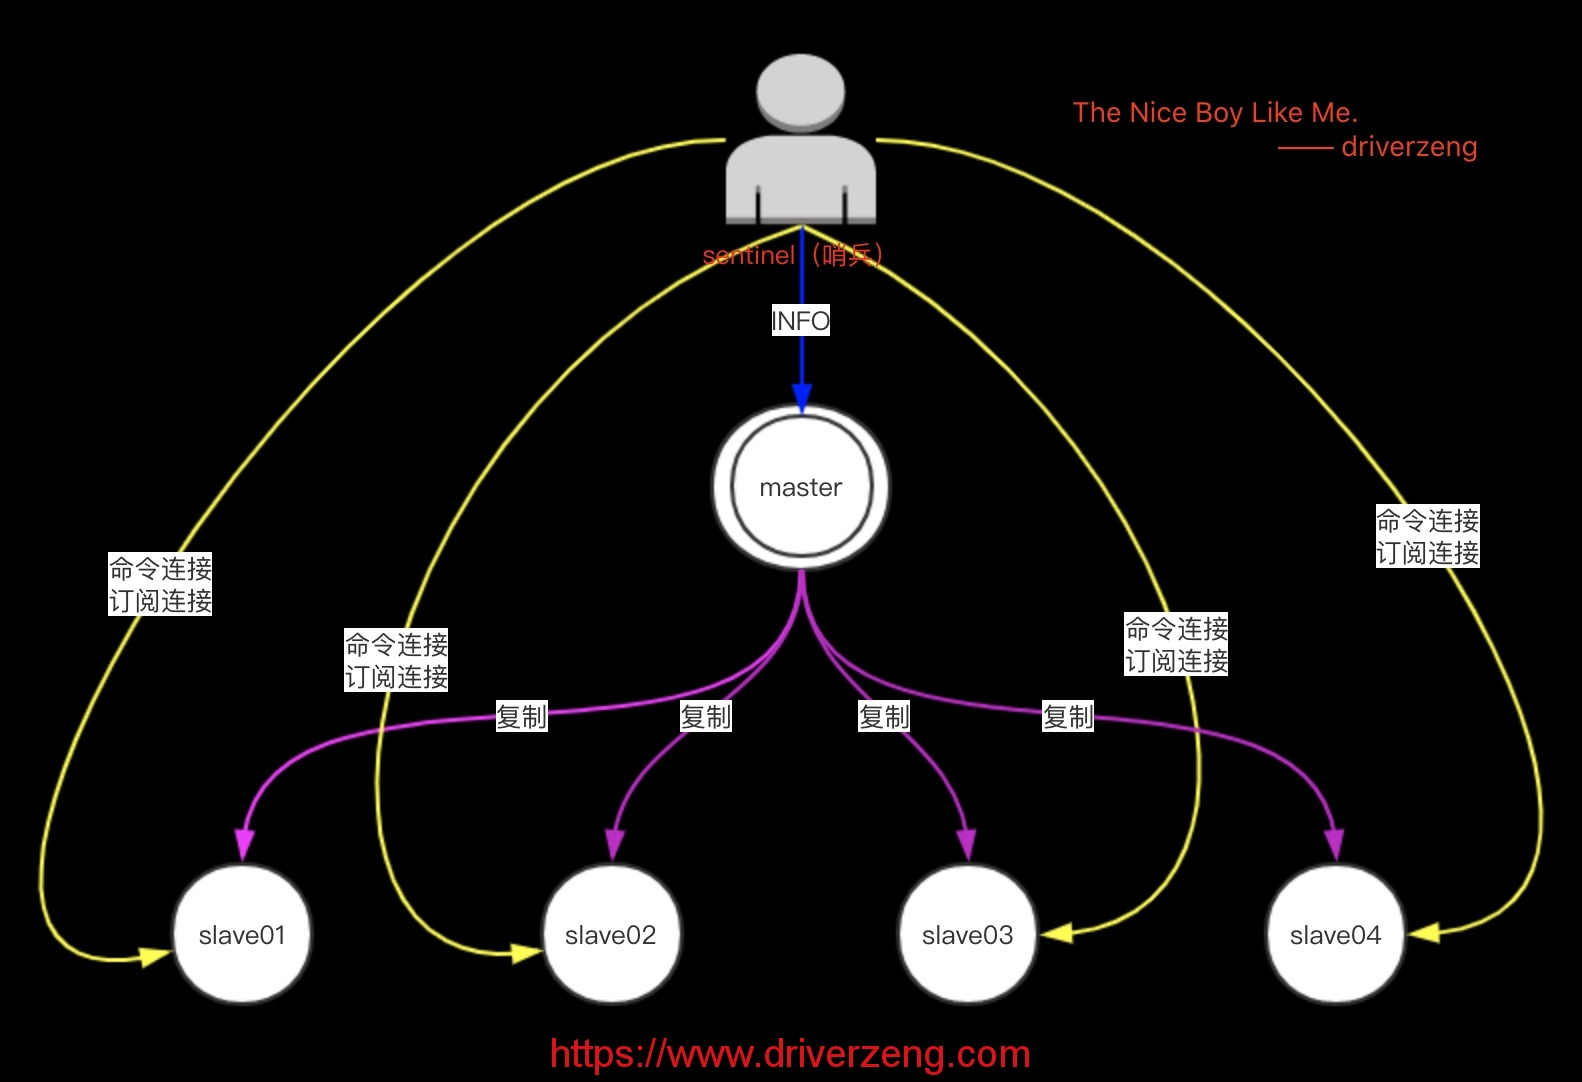 The Nice Boy Like Me.
—— driverzeng
sentinel（哨兵）
INFO
master
命令连接
订阅连接
命令连接
订阅连接
命令连接
订阅连接
命令连接
订阅连接
复制
复制
复制
复制
slave01
slave02
slave03
slave04
https://www.driverzeng.com